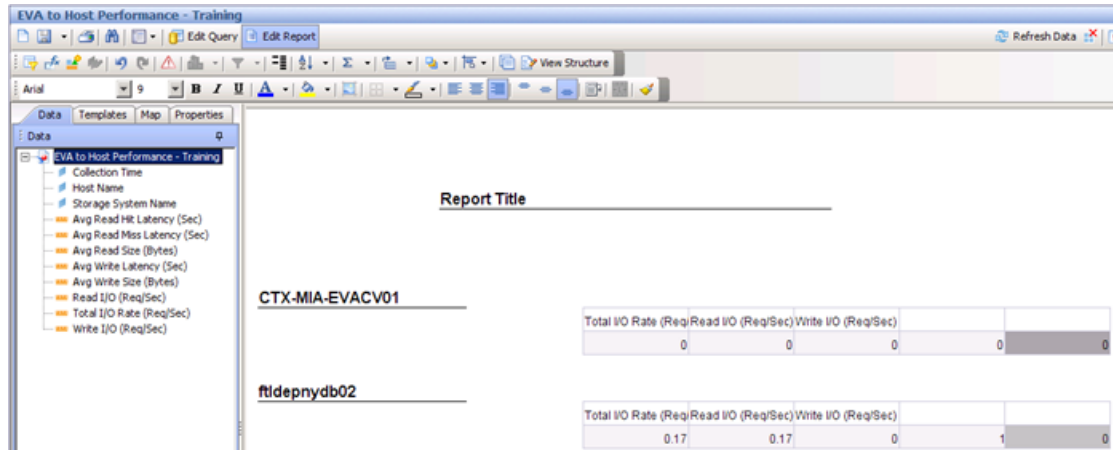 EVA to Host Performance - Training
Edit Query Edit Report Refresh Data
View Structure
Arial 9 B I U A
Data Templates Map Properties
Data
EVA to Host Performance - Training
Collection Time
Host Name
Storage System Name
Avg Read Hit Latency (Sec)
Avg Read Miss Latency (Sec)
Avg Read Size (Bytes)
Avg Write Latency (Sec)
Avg Write Size (Bytes)
Read I/O (Req/Sec)
Total I/O Rate (Req/Sec)
Write I/O (Req/Sec)
Report Title
CTX-MIA-EVACV01
Total I/O Rate (Req Read I/O (Req/Sec) Write I/O (Req/Sec)
0 0 0 0 0
ftldepnydb02
Total I/O Rate (Req Read I/O (Req/Sec) Write I/O (Req/Sec)
0.17 0.17 0 1 0